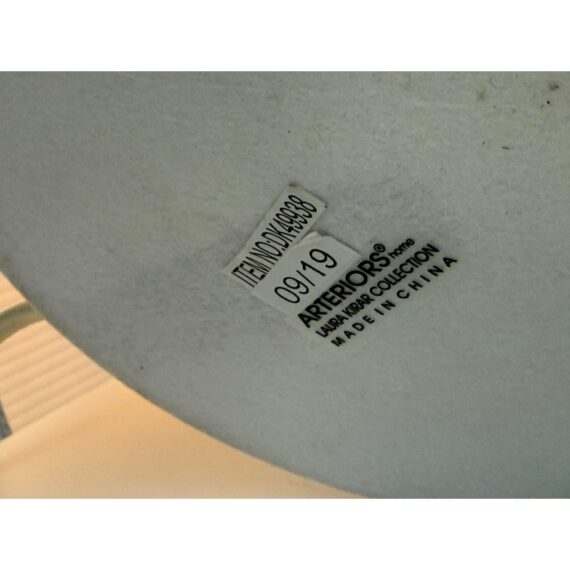 ITEM NO:DK49938
09/19
ARTERIORS® home
LAURA KIRAR COLLECTION
MADE IN CHINA